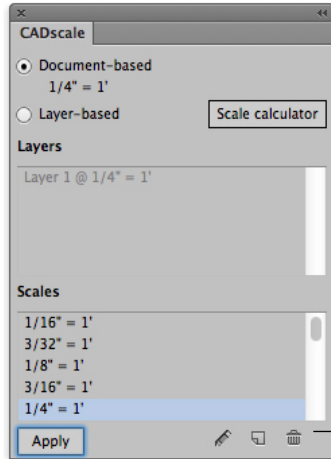 CADscale
Document-based
1/4" = 1'
Layer-based
Scale calculator
Layers
Layer 1 @ 1/4" = 1'
Scales
1/16" = 1'
3/32" = 1'
1/8" = 1'
3/16" = 1'
1/4" = 1'
Apply